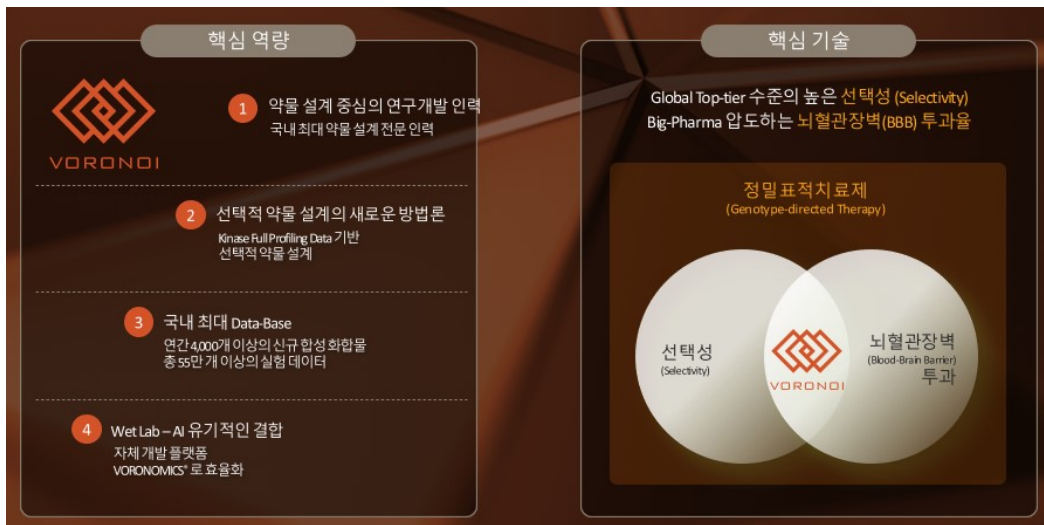 핵심 역량
VORONOI
1
약물 설계 중심의 연구개발 인력
국내 최대 약물 설계 전문 인력
2
선택적 약물 설계의 새로운 방법론
Kinase Full Profiling Data 기반
선택적 약물 설계
3
국내 최대 Data-Base
연간 4,000개 이상의 신규 합성 화합물
총 55만 개 이상의 실험 데이터
4
Wet Lab – AI 유기적인 결합
자체 개발 플랫폼
VORONOMICS® 로 효율화
핵심 기술
Global Top-tier 수준의 높은 선택성 (Selectivity)
Big-Pharma 압도하는 뇌혈관장벽(BBB) 투과율
정밀표적치료제
(Genotype-directed Therapy)
선택성
(Selectivity)
VORONOI
뇌혈관장벽
(Blood-Brain Barrier)
투과